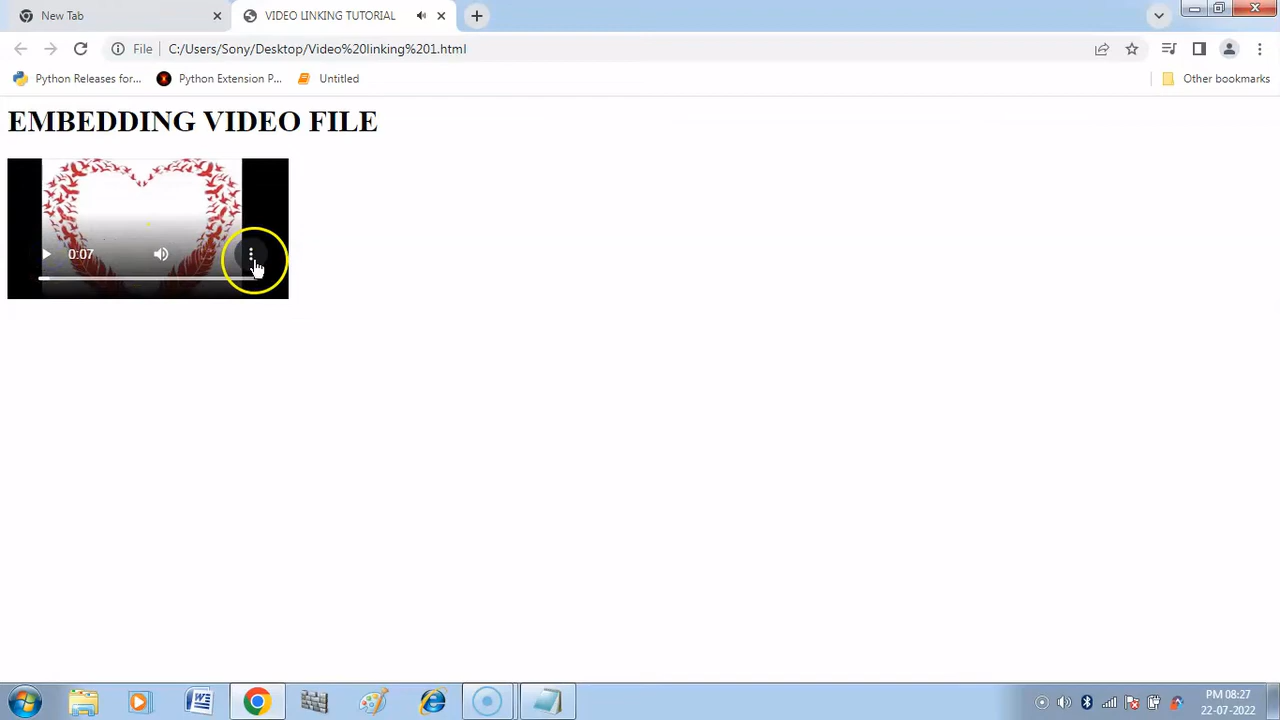 New Tab
VIDEO LINKING TUTORIAL
File
C:/Users/Sony/Desktop/Video%20linking%201.html
Python Releases for...
Python Extension P...
Untitled
Other bookmarks
EMBEDDING VIDEO FILE
0:07
PM 08:27
22-07-2022